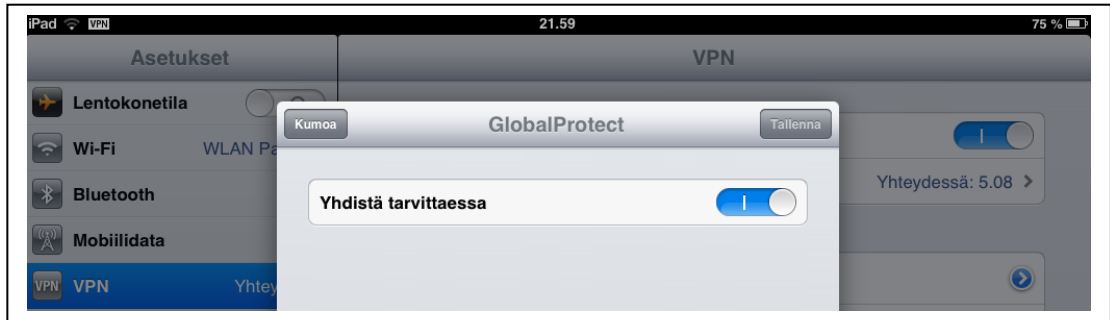 iPad VPN 21.59 75 %
Asetukset VPN
Lentokonetila
Kumoa GlobalProtect Tallenna
Wi-Fi WLAN Pa
Yhteydessä: 5.08
Bluetooth
Yhdistä tarvittaessa
Mobiilidata
VPN VPN Yhtey